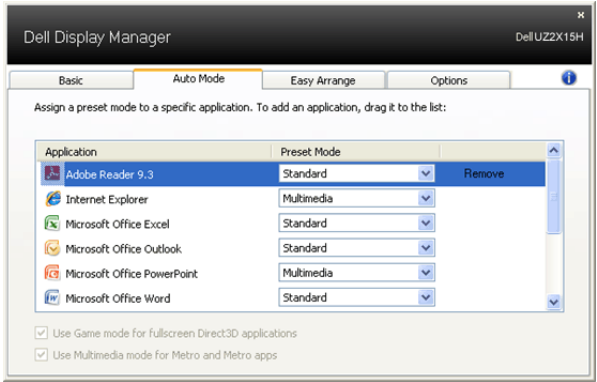 Dell Display Manager
Dell UZ2X15H
Basic Auto Mode Easy Arrange Options
Assign a preset mode to a specific application. To add an application, drag it to the list:
Application Preset Mode
Adobe Reader 9.3 Standard Remove
Internet Explorer Multimedia
Microsoft Office Excel Standard
Microsoft Office Outlook Standard
Microsoft Office PowerPoint Multimedia
Microsoft Office Word Standard
Use Game mode for fullscreen Direct3D applications
Use Multimedia mode for Metro and Metro apps